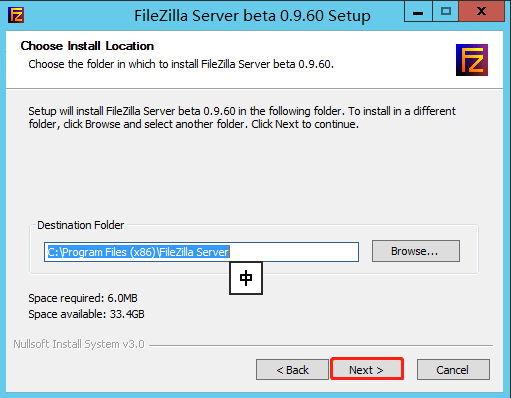 FileZilla Server beta 0.9.60 Setup
Choose Install Location
Choose the folder in which to install FileZilla Server beta 0.9.60.
Setup will install FileZilla Server beta 0.9.60 in the following folder. To install in a different
folder, click Browse and select another folder. Click Next to continue.
Destination Folder
C:\Program Files (x86)\FileZilla Server
Browse...
中
Space required: 6.0MB
Space available: 33.4GB
Nullsoft Install System v3.0
< Back
Next >
Cancel